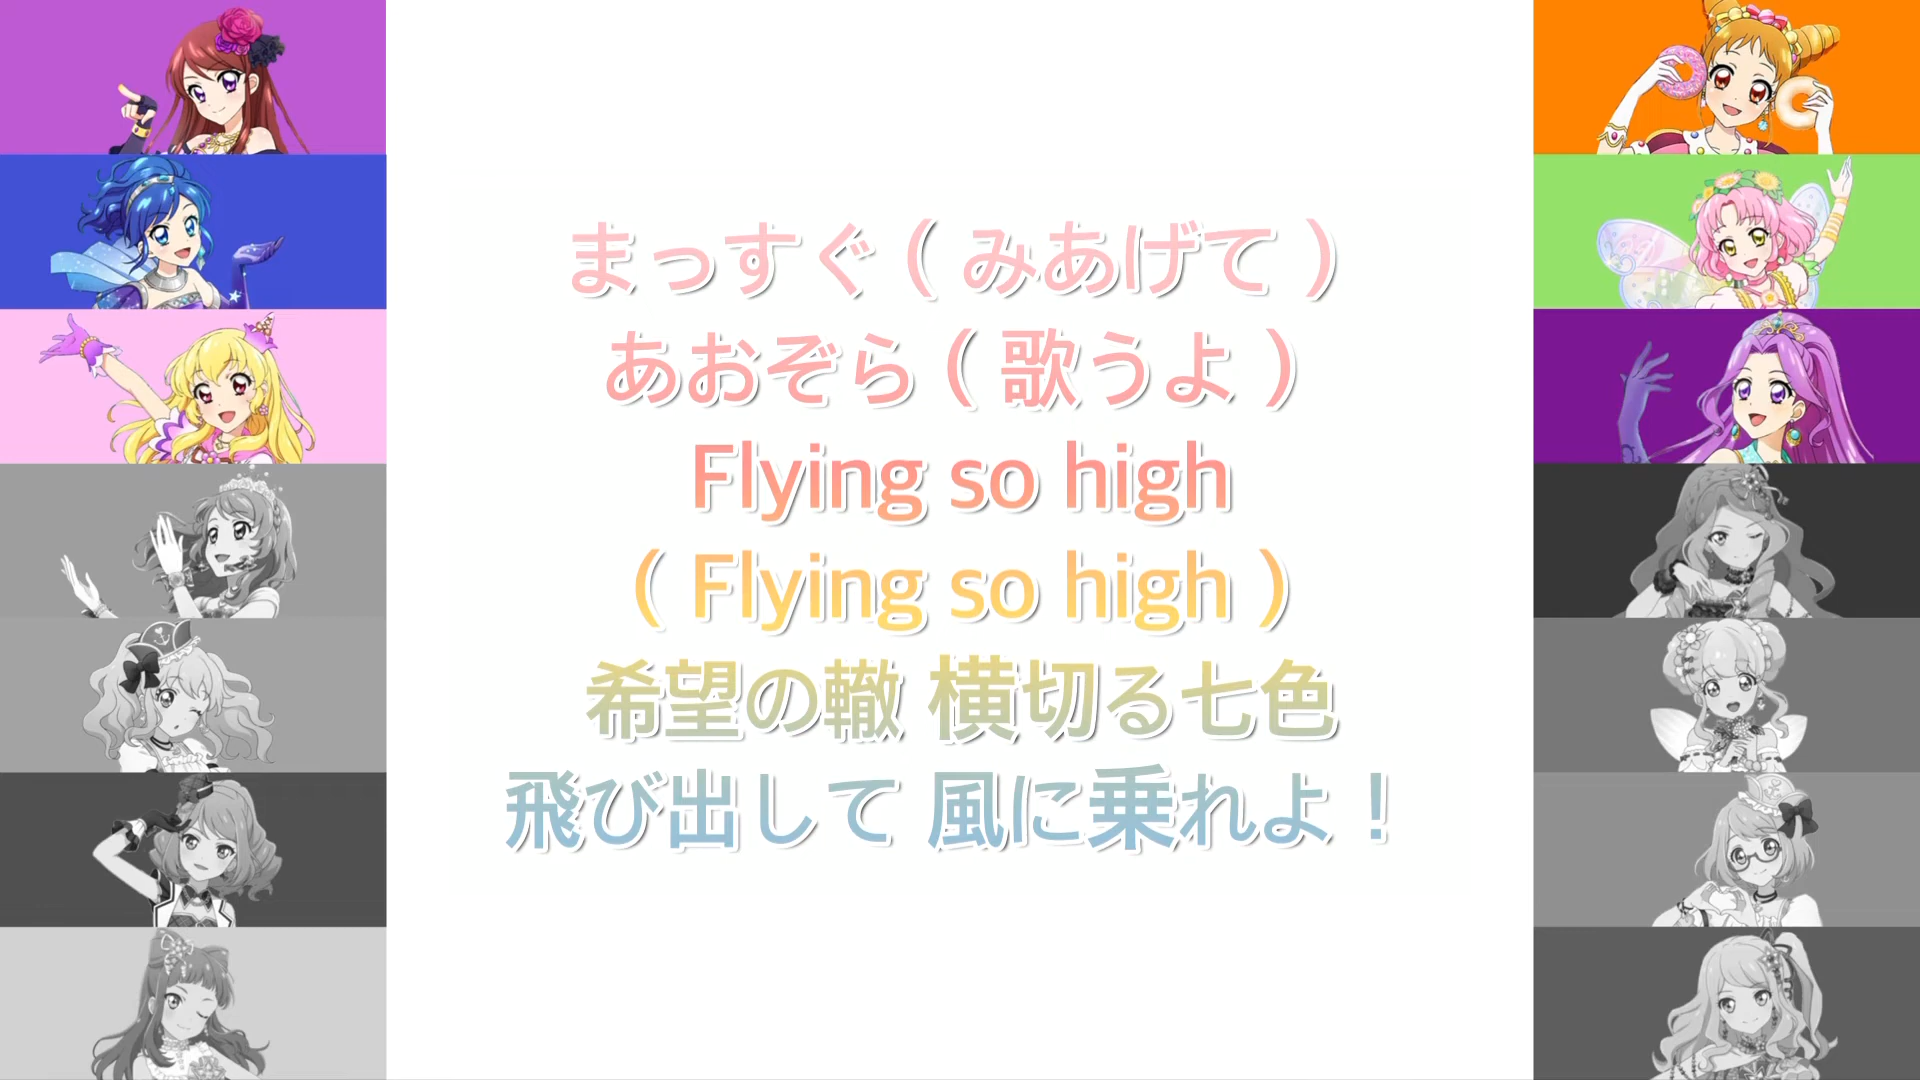 まっすぐ ( みあげて )
あおぞら ( 歌うよ )
Flying so high
( Flying so high )
希望の轍 横切る七色
飛び出して 風に乗れよ！